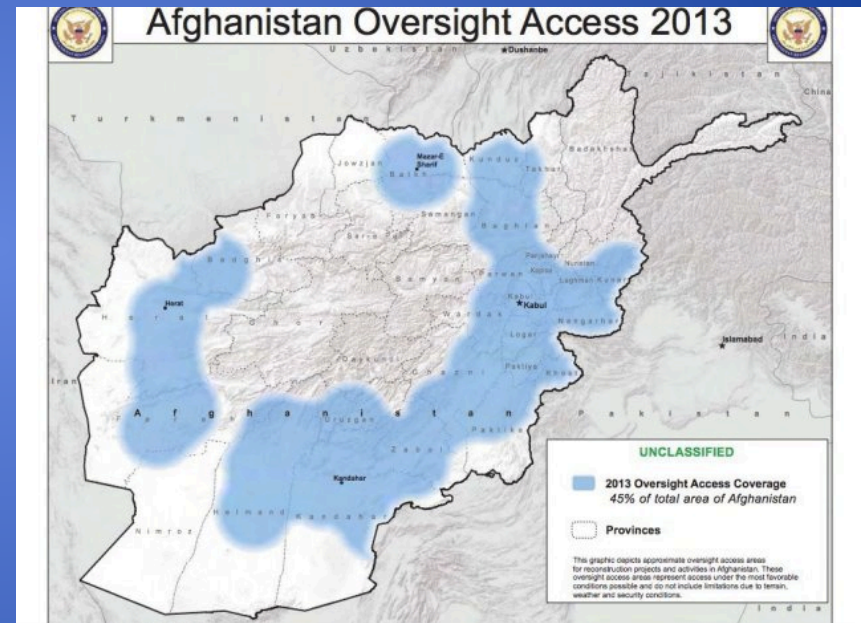 Afghanistan Oversight Access 2013
Uzbekistan
Dushanbe
Tajikistan
China
Turkmenistan
Jowzjan
Mazar-E
Sharif
Balkh
Kunduz
Takhar
Badakhshan
Faryab
Samangan
Sar-e Pul
Baghlan
Badghis
Panjshayr
Nuristan
Kapisa
Bamyan
Parwan
Laghman
Kunar
Herat
Kabul
Kabul
Herat
Ghor
Wardak
Nangarhar
Logar
Islamabad
India
Daykundi
Paktiya
Khost
Iran
Ghazni
Farah
Afghanistan
Uruzgan
Pakistan
Paktika
Zabul
Kandahar
Helmand
Kandahar
Nimroz
UNCLASSIFIED
2013 Oversight Access Coverage
45% of total area of Afghanistan
Provinces
This graphic depicts approximate oversight access areas
for reconstruction projects and activities in Afghanistan. These
oversight access areas represent access under the most favorable
conditions possible and do not include limitations due to terrain,
weather and security conditions.
India